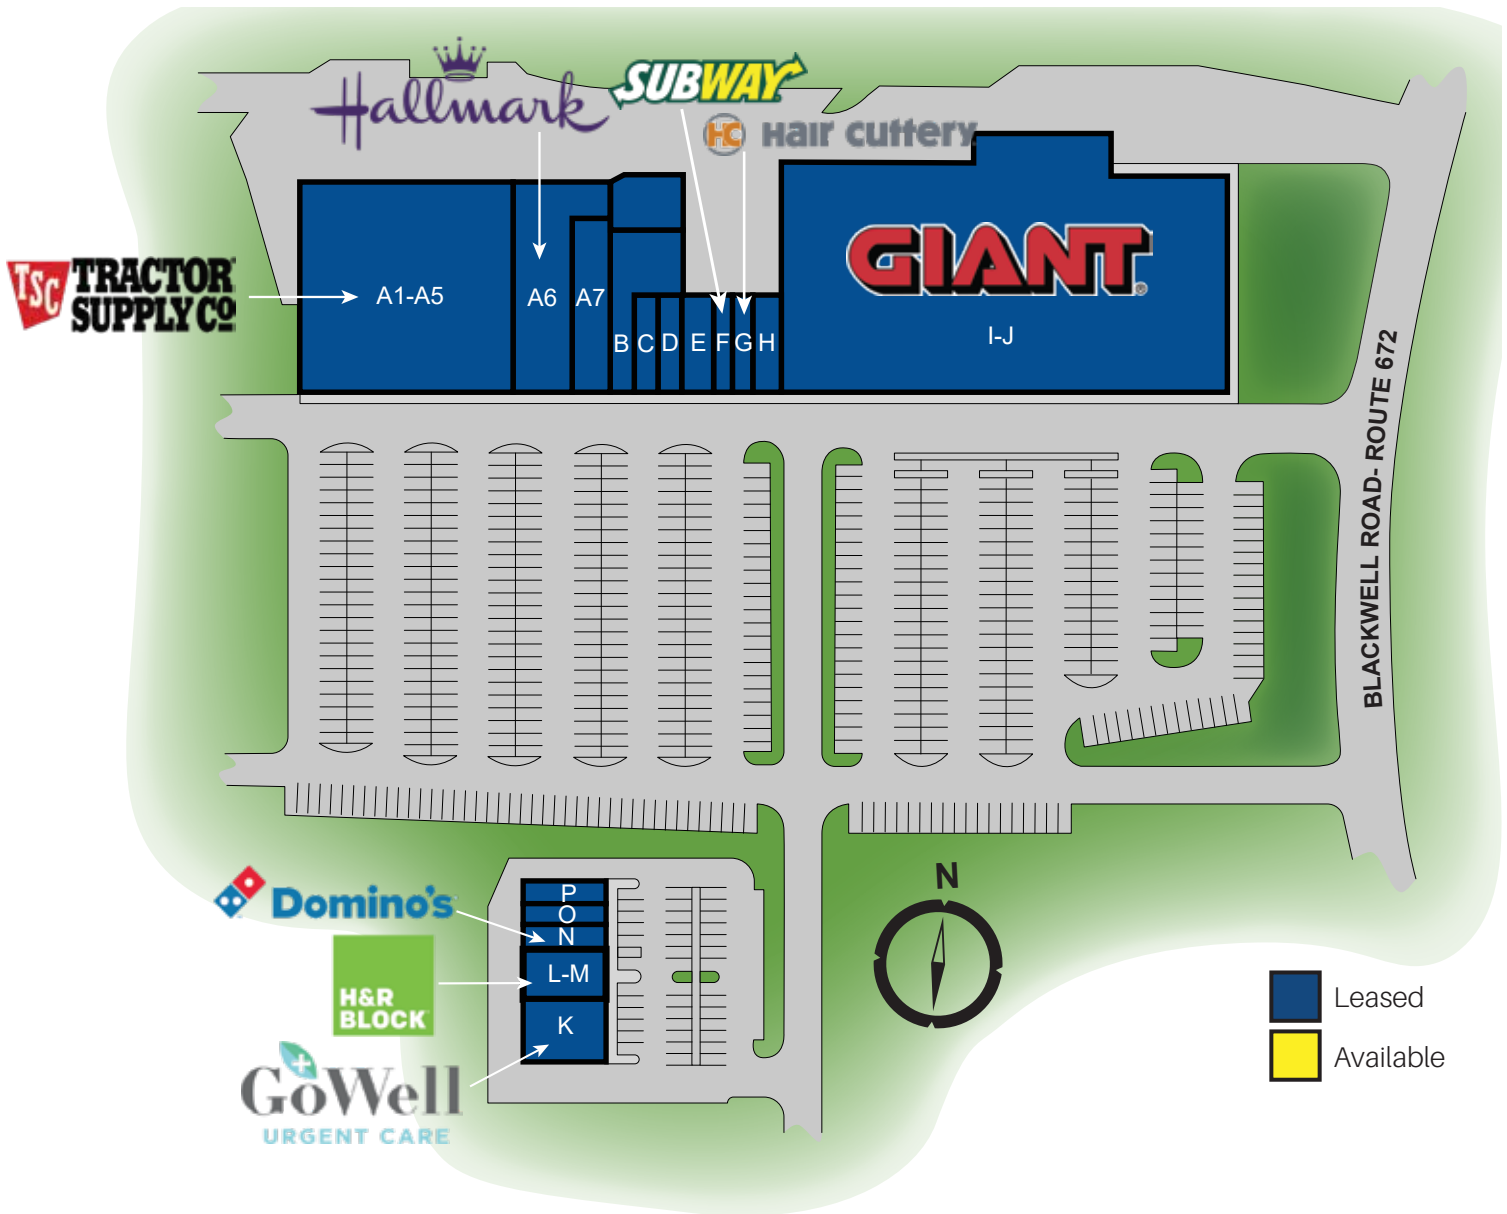 Hallmark
SUBWAY
HC Hair Cuttery
TSC TRACTOR
SUPPLY CO
GIANT®
A1-A5
A6
A7
B
C
D
E
F
G
H
I-J
BLACKWELL ROAD- ROUTE 672
Domino's
P
O
N
L-M
K
H&R
BLOCK
GoWell
URGENT CARE
N
Leased
Available